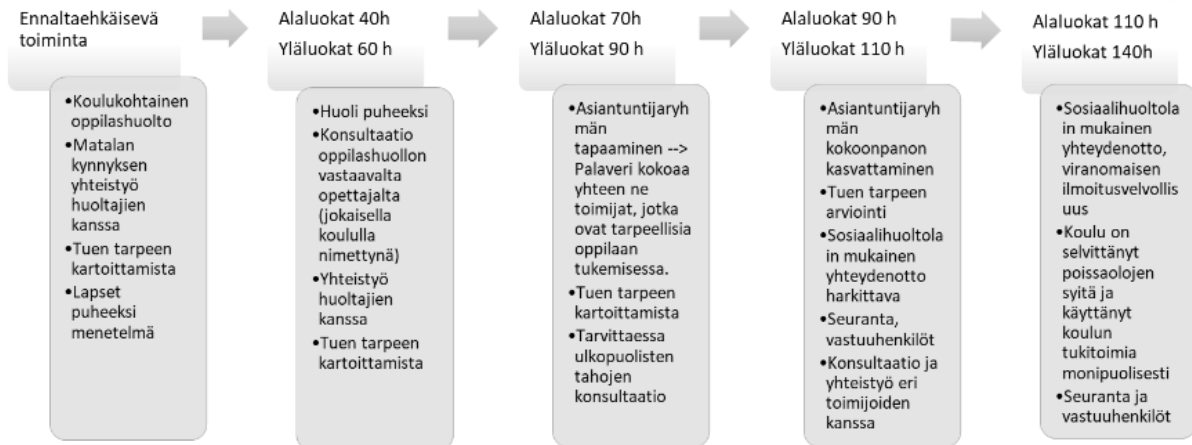 Ennaltaehkäisevä
toiminta
•Koulukohtainen
oppilashuolto
•Matalan
kynnyksen
yhteistyö
huoltajien
kanssa
•Tuen tarpeen
kartoittamista
•Lapset
puheeksi
menetelmä
Alaluokat 40h
Yläluokat 60 h
•Huoli puheeksi
•Konsultaatio
oppilashuollon
vastaavalta
opettajalta
(jokaisella
koululla
nimettynä)
•Yhteistyö
huoltajien
kanssa
•Tuen tarpeen
kartoittamista
Alaluokat 70h
Yläluokat 90 h
•Asiantuntijaryh
män
tapaaminen -->
Palaveri kokoaa
yhteen ne
toimijat, jotka
ovat tarpeellisia
oppilaan
tukemisessa.
•Tuen tarpeen
kartoittamista
•Tarvittaessa
ulkopuolisten
tahojen
konsultaatio
Alaluokat 90 h
Yläluokat 110 h
•Asiantuntijaryh
män
kokoonpanon
kasvattaminen
•Tuen tarpeen
arviointi
•Sosiaalihuoltola
in mukainen
yhteydenotto
harkittava
•Seuranta,
vastuuhenkilöt
•Konsultaatio ja
yhteistyö eri
toimijoiden
kanssa
Alaluokat 110 h
Yläluokat 140h
•Sosiaalihuoltola
in mukainen
yhteydenotto,
viranomaisen
ilmoitusvelvollis
uus
•Koulu on
selvittänyt
poissaolojen
syitä ja
käyttänyt
koulun
tukitoimia
monipuolisesti
•Seuranta ja
vastuuhenkilöt